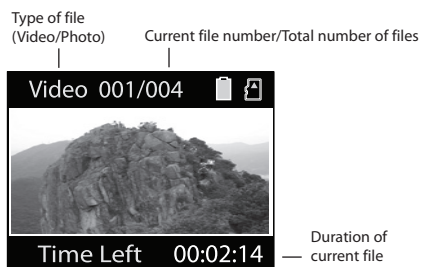 Type of file
(Video/Photo)
Current file number/Total number of files
Video 001/004
Time Left 00:02:14
Duration of
current file